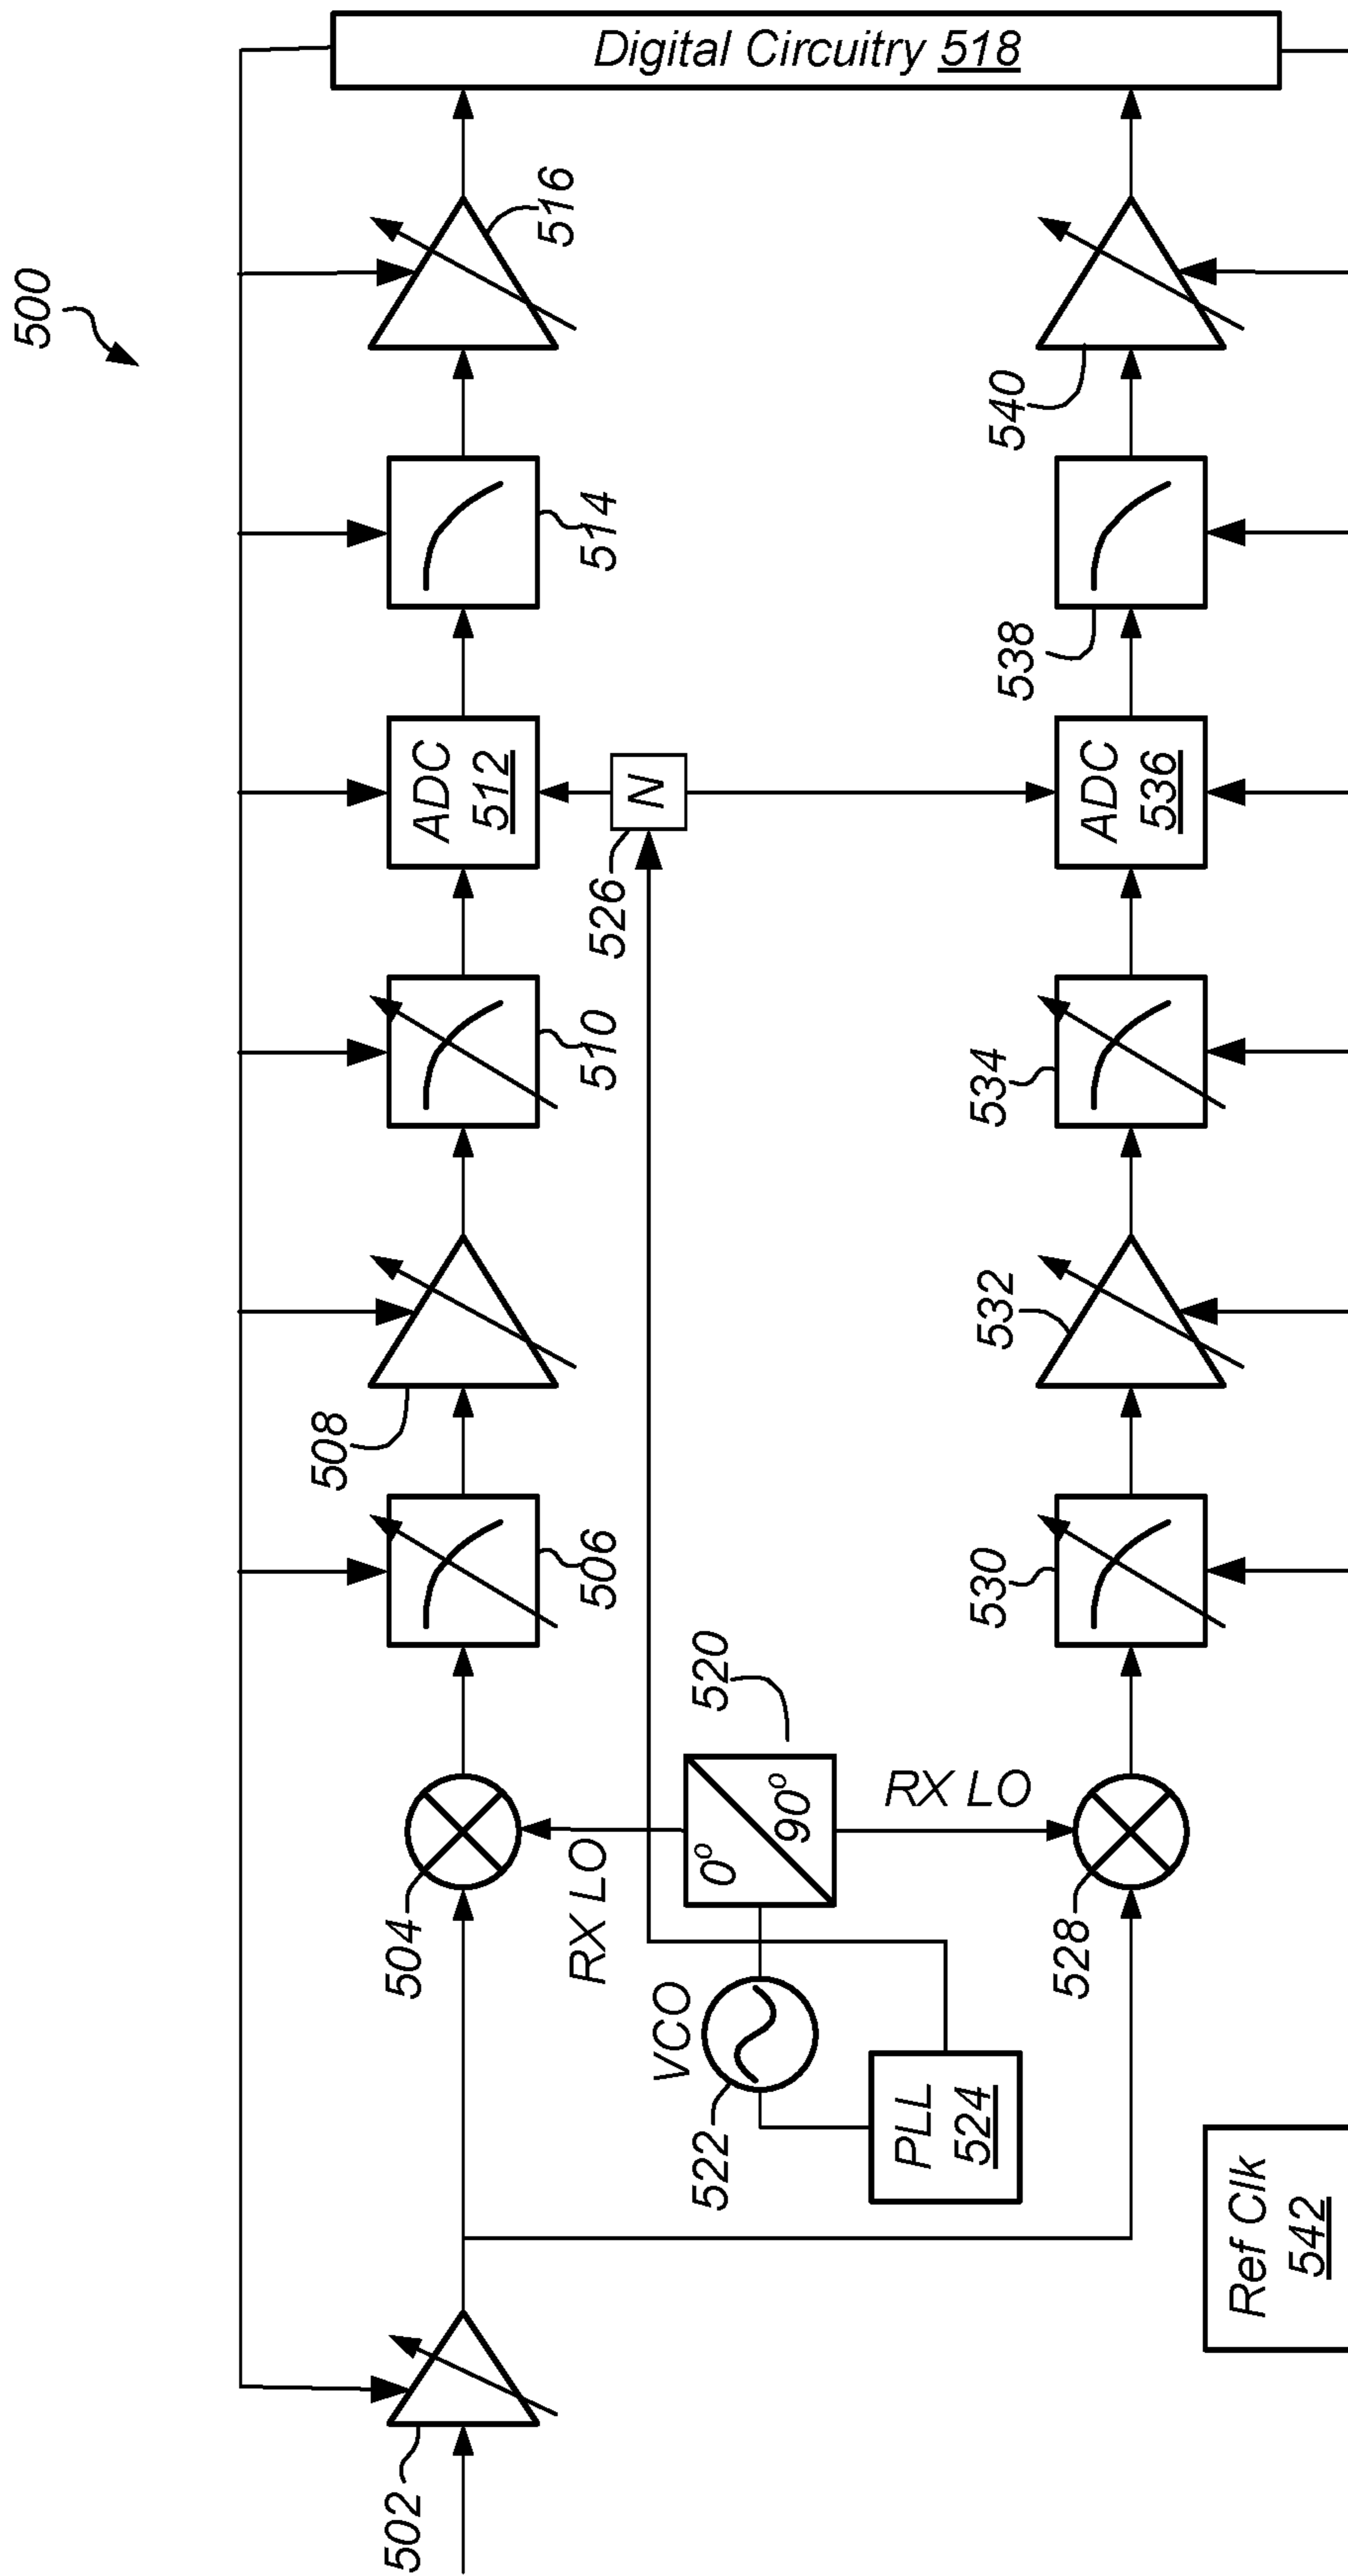 500
Digital Circuitry 518
502
504
506
508
510
ADC
512
514
516
RX LO
0°
90°
520
RX LO
VCO
522
PLL
524
526
N
528
530
532
534
ADC
536
538
540
Ref Clk
542